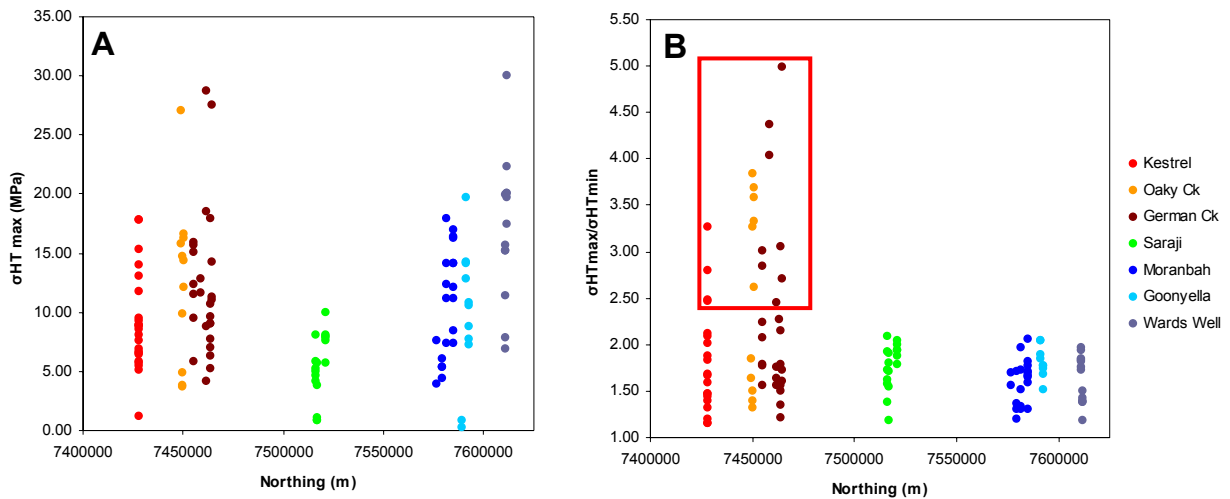 A
35.00
30.00
25.00
20.00
15.00
10.00
5.00
0.00
σHT max (MPa)
7400000 7450000 7500000 7550000 7600000
Northing (m)
B
5.50
5.00
4.50
4.00
3.50
3.00
2.50
2.00
1.50
1.00
σHTmax/σHTmin
7400000 7450000 7500000 7550000 7600000
Northing (m)
Kestrel
Oaky Ck
German Ck
Saraji
Moranbah
Goonyella
Wards Well